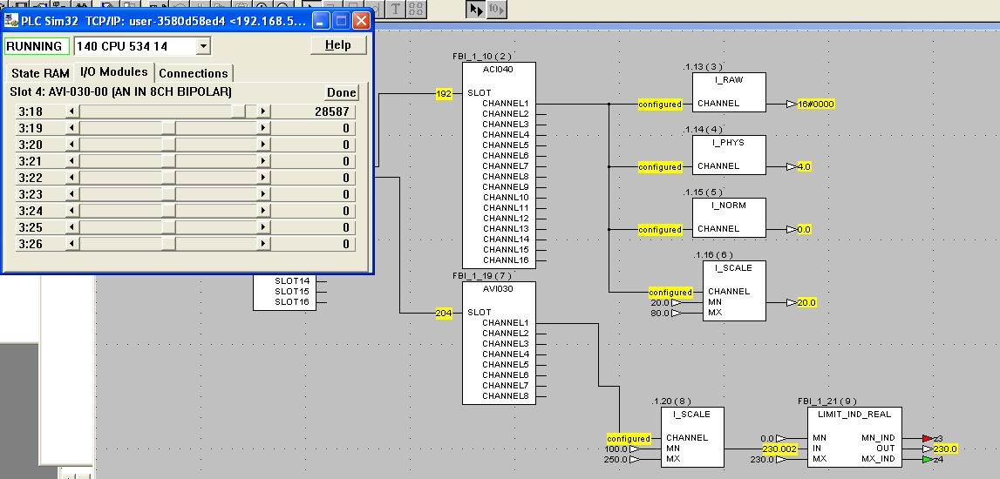 PLC Sim32 TCP/IP: user-3580d58ed4 <192.168.5...
RUNNING
140 CPU 534 14
Help
State RAM
I/O Modules
Connections
Slot 4: AVI-030-00 (AN IN 8CH BIPOLAR)
Done
3:18 28587
3:19 0
3:20 0
3:21 0
3:22 0
3:23 0
3:24 0
3:25 0
3:26 0
T
10
SLOT14
SLOT15
SLOT16
FBI_1_10 (2)
ACI040
192
SLOT
CHANNEL1
CHANNEL2
CHANNEL3
CHANNEL4
CHANNEL5
CHANNEL6
CHANNEL7
CHANNEL8
CHANNEL9
CHANNL10
CHANNL11
CHANNL12
CHANNL13
CHANNL14
CHANNL15
CHANNL16
.1.13 (3)
I_RAW
configured CHANNEL 16#0000
.1.14 (4)
I_PHYS
configured CHANNEL 4.0
.1.15 (5)
I_NORM
configured CHANNEL 0.0
.1.16 (6)
I_SCALE
configured CHANNEL
20.0 MN 20.0
80.0 MX
FBI_1_19 (7)
AVI030
204
SLOT
CHANNEL1
CHANNEL2
CHANNEL3
CHANNEL4
CHANNEL5
CHANNEL6
CHANNEL7
CHANNEL8
.1.20 (8)
I_SCALE
configured CHANNEL
100.0 MN
250.0 MX
FBI_1_21 (9)
LIMIT_IND_REAL
0.0 MN MN_IND z3
230.002 IN OUT 230.0
230.0 MX MX_IND z4